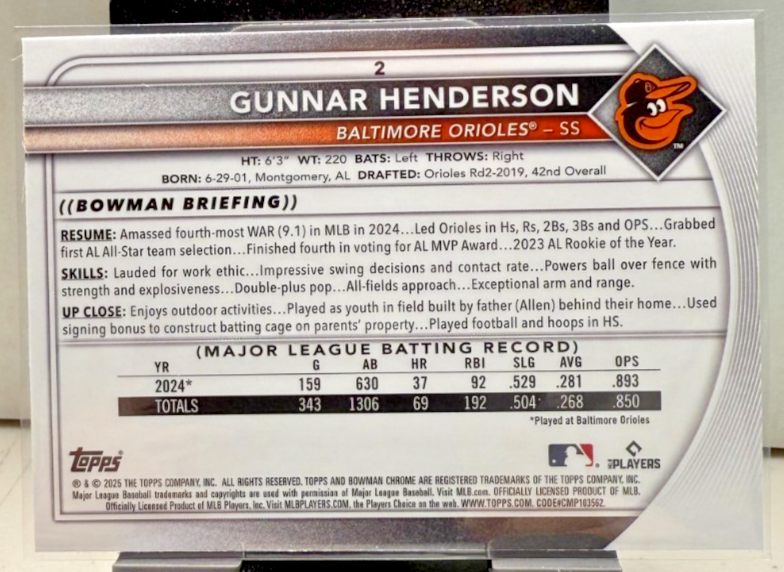 2
GUNNAR HENDERSON
BALTIMORE ORIOLES® – SS
TM
HT: 6'3" WT: 220 BATS: Left THROWS: Right
BORN: 6-29-01, Montgomery, AL DRAFTED: Orioles Rd2-2019, 42nd Overall
((BOWMAN BRIEFING))
RESUME: Amassed fourth-most WAR (9.1) in MLB in 2024...Led Orioles in Hs, Rs, 2Bs, 3Bs and OPS...Grabbed
first AL All-Star team selection...Finished fourth in voting for AL MVP Award...2023 AL Rookie of the Year.
SKILLS: Lauded for work ethic...Impressive swing decisions and contact rate...Powers ball over fence with
strength and explosiveness...Double-plus pop...All-fields approach...Exceptional arm and range.
UP CLOSE: Enjoys outdoor activities...Played as youth in field built by father (Allen) behind their home...Used
signing bonus to construct batting cage on parents' property...Played football and hoops in HS.
(MAJOR LEAGUE BATTING RECORD)
YR G AB HR RBI SLG AVG OPS
2024* 159 630 37 92 .529 .281 .893
TOTALS 343 1306 69 192 .504 .268 .850
*Played at Baltimore Orioles
Topps®
PLAYERS
® & © 2025 THE TOPPS COMPANY, INC. ALL RIGHTS RESERVED. TOPPS AND BOWMAN CHROME ARE REGISTERED TRADEMARKS OF THE TOPPS COMPANY, INC.
Major League Baseball trademarks and copyrights are used with permission of Major League Baseball. Visit MLB.com. OFFICIALLY LICENSED PRODUCT OF MLB.
Officially Licensed Product of MLB Players, Inc. Visit MLBPLAYERS.COM, the Players Choice on the web. WWW.TOPPS.COM. CODE#CMP103562